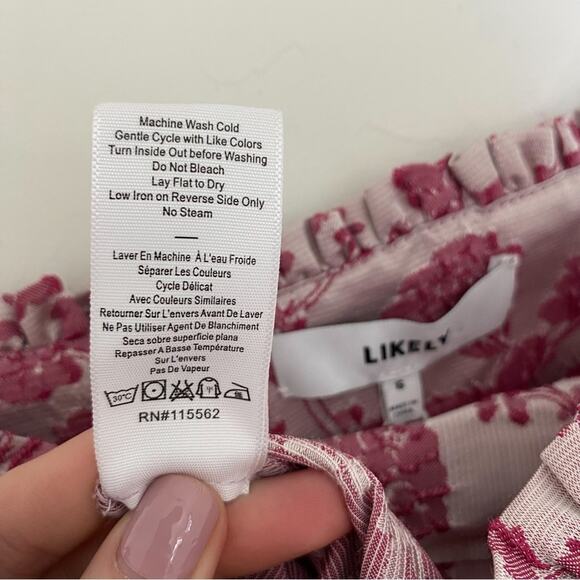 Machine Wash Cold
Gentle Cycle with Like Colors
Turn Inside Out before Washing
Do Not Bleach
Lay Flat to Dry
Low Iron on Reverse Side Only
No Steam
—
Laver En Machine À L'eau Froide
Séparer Les Couleurs
Cycle Délicat
Avec Couleurs Similaires
Retourner Sur L'envers Avant De Laver
Ne Pas Utiliser Agent De Blanchiment
Seca sobre superficie plana
Repasser A Basse Température
Sur L'envers
Pas De Vapeur
30°C
RN#115562
LIKELY
6